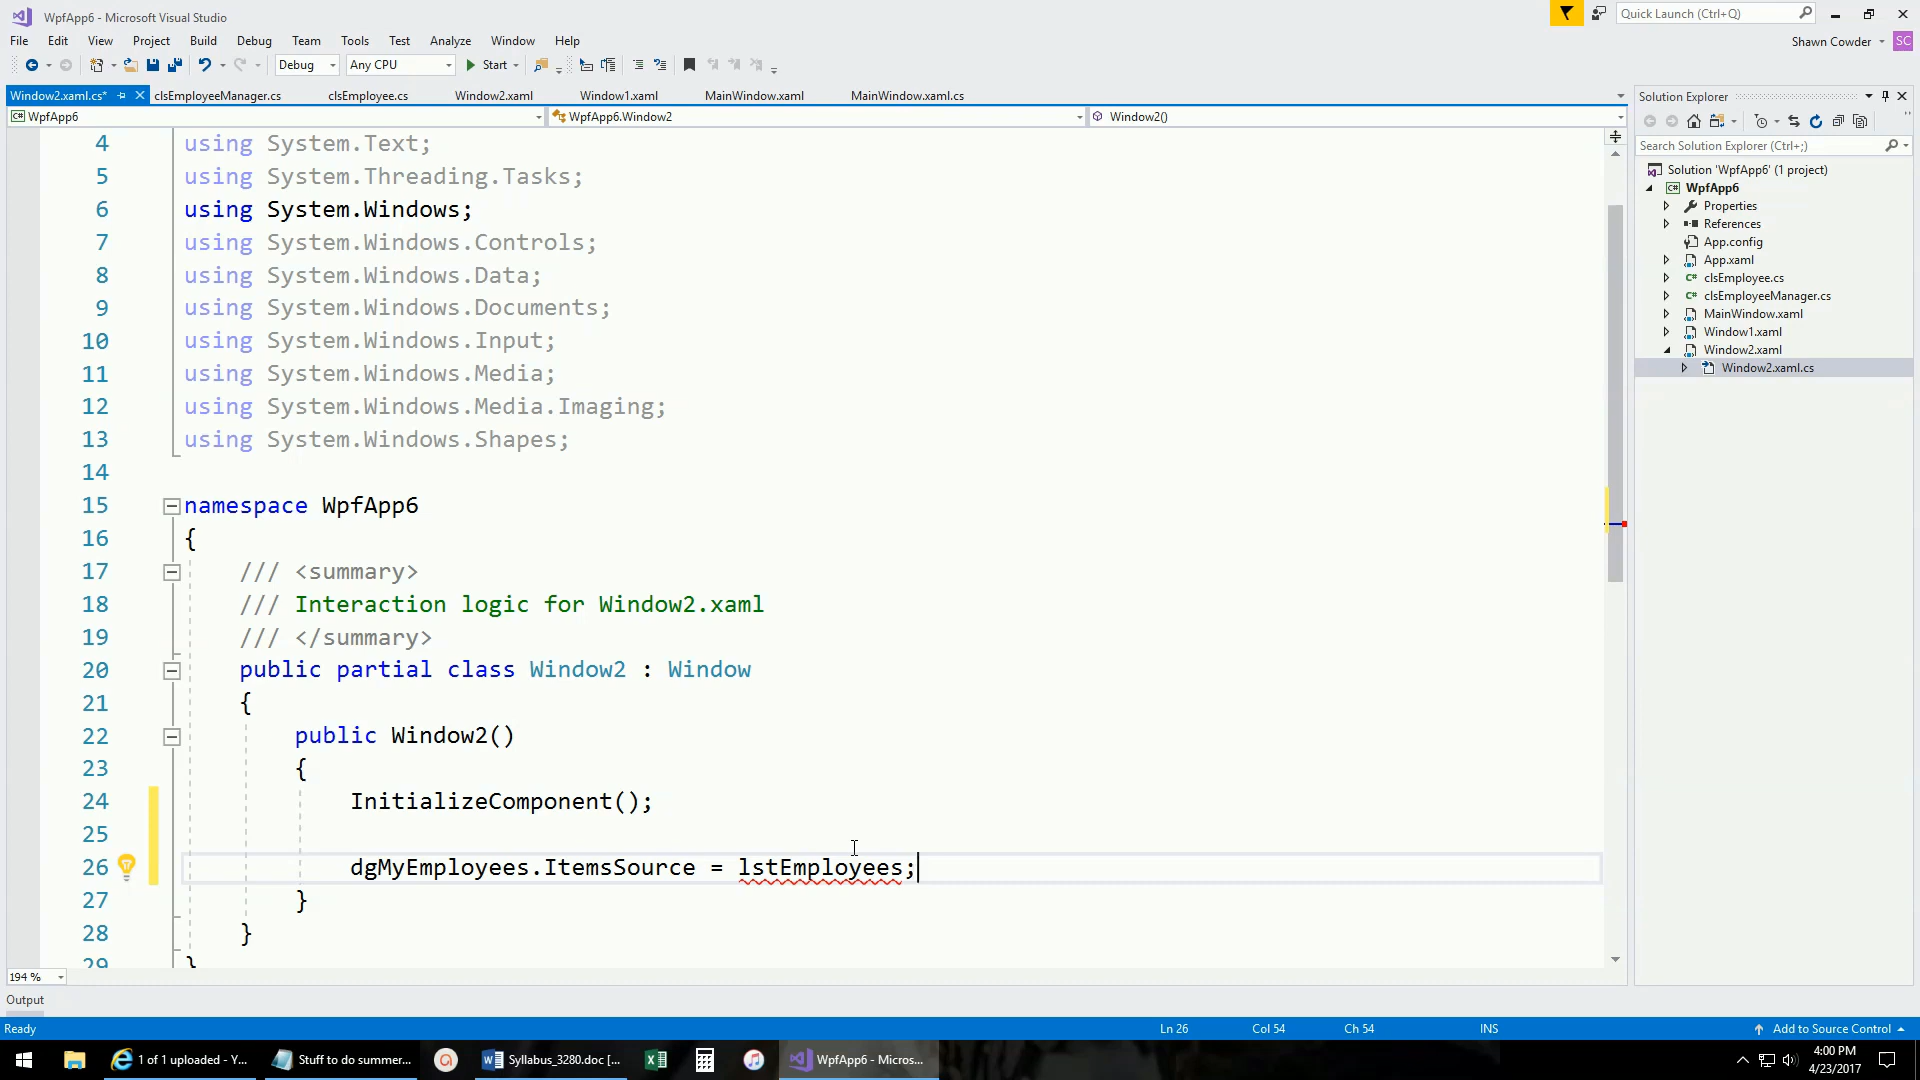 WpfApp6 - Microsoft Visual Studio
Quick Launch (Ctrl+Q)
File Edit View Project Build Debug Team Tools Test Analyze Window Help
Shawn Cowder SC
Debug Any CPU Start
Window2.xaml.cs* clsEmployeeManager.cs clsEmployee.cs Window2.xaml Window1.xaml MainWindow.xaml MainWindow.xaml.cs
WpfApp6 WpfApp6.Window2 Window2()
4 using System.Text;
5 using System.Threading.Tasks;
6 using System.Windows;
7 using System.Windows.Controls;
8 using System.Windows.Data;
9 using System.Windows.Documents;
10 using System.Windows.Input;
11 using System.Windows.Media;
12 using System.Windows.Media.Imaging;
13 using System.Windows.Shapes;
14
15 namespace WpfApp6
16 {
17 /// <summary>
18 /// Interaction logic for Window2.xaml
19 /// </summary>
20 public partial class Window2 : Window
21 {
22 public Window2()
23 {
24 InitializeComponent();
25
26 dgMyEmployees.ItemsSource = lstEmployees;
27 }
28 }
29 }
194 %
Solution Explorer
Search Solution Explorer (Ctrl+;)
Solution 'WpfApp6' (1 project)
WpfApp6
Properties
References
App.config
App.xaml
clsEmployee.cs
clsEmployeeManager.cs
MainWindow.xaml
Window1.xaml
Window2.xaml
Window2.xaml.cs
Output
Ready Ln 26 Col 54 Ch 54 INS Add to Source Control
1 of 1 uploaded - Y... Stuff to do summer... Syllabus_3280.doc [... WpfApp6 - Micros...
4:00 PM
4/23/2017